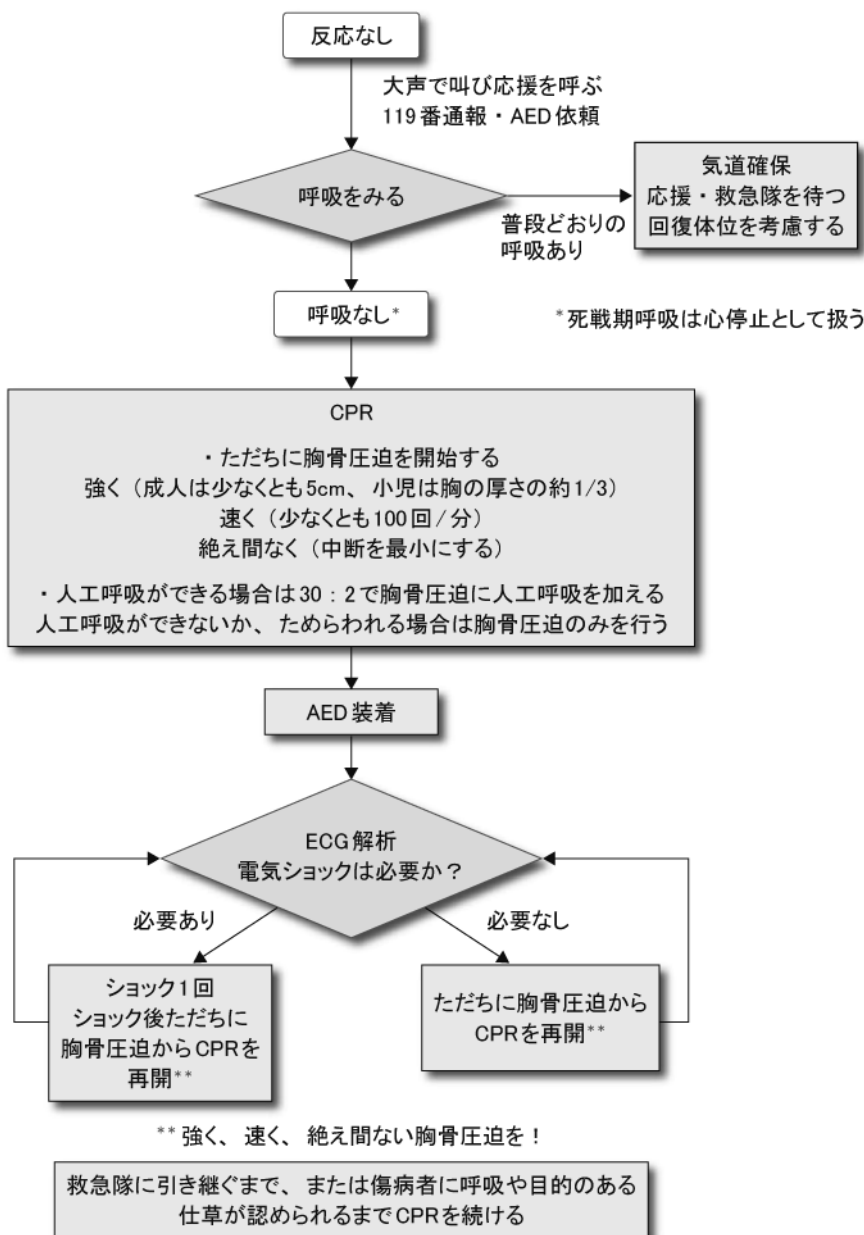 反応なし
大声で叫び応援を呼ぶ
119番通報・AED依頼
呼吸をみる
普段どおりの
呼吸あり
気道確保
応援・救急隊を待つ
回復体位を考慮する
呼吸なし*
*死戦期呼吸は心停止として扱う
CPR
・ただちに胸骨圧迫を開始する
強く（成人は少なくとも5cm、小児は胸の厚さの約1/3）
速く（少なくとも100回/分）
絶え間なく（中断を最小にする）
・人工呼吸ができる場合は30：2で胸骨圧迫に人工呼吸を加える
人工呼吸ができないか、ためらわれる場合は胸骨圧迫のみを行う
AED装着
ECG解析
電気ショックは必要か？
必要あり
必要なし
ショック1回
ショック後ただちに
胸骨圧迫からCPRを
再開**
ただちに胸骨圧迫から
CPRを再開**
**強く、速く、絶え間ない胸骨圧迫を！
救急隊に引き継ぐまで、または傷病者に呼吸や目的のある
仕草が認められるまでCPRを続ける